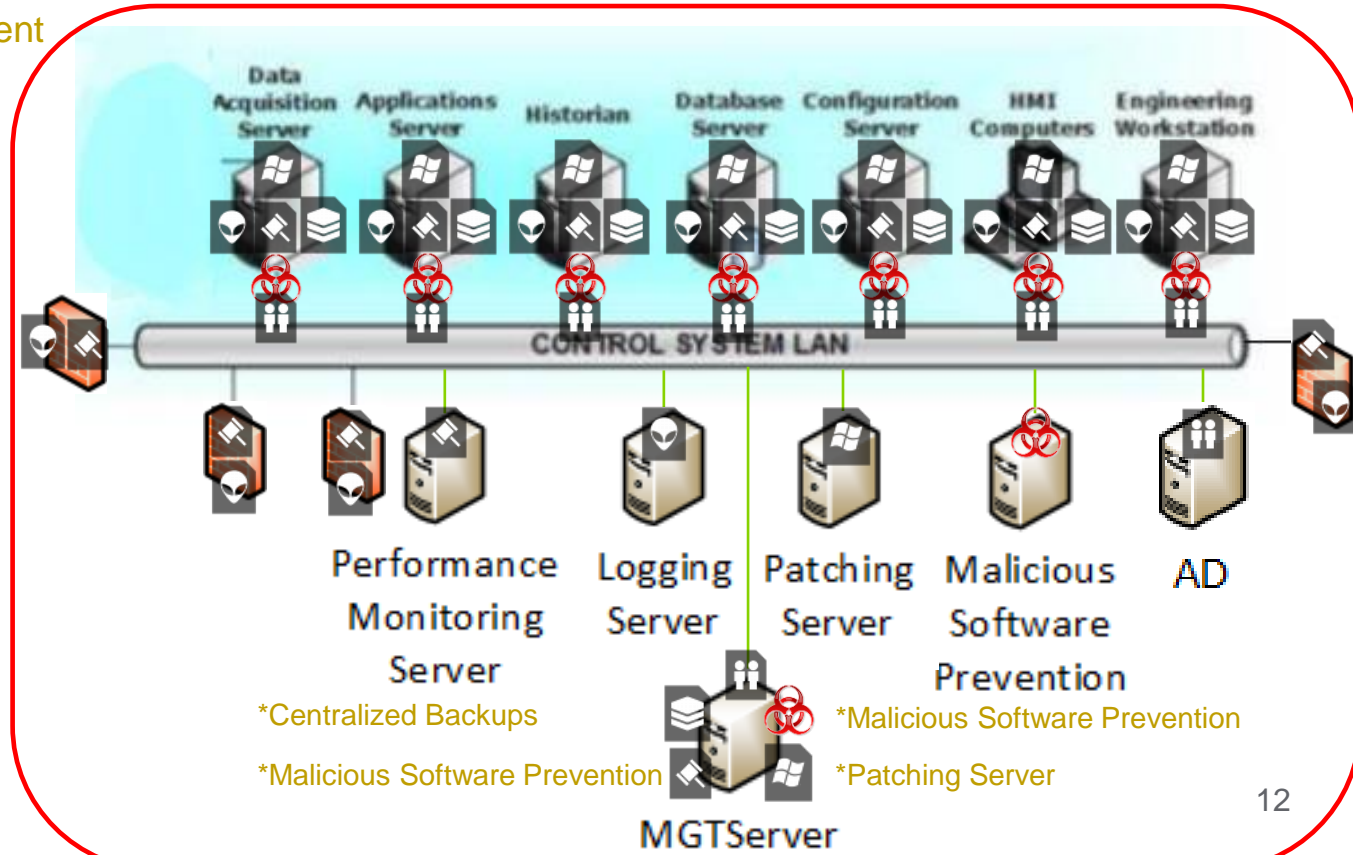 ent
Data
Acquisition
Server
Applications
Server
Historian
Database
Server
Configuration
Server
HMI
Computers
Engineering
Workstation
CONTROL SYSTEM LAN
Performance
Monitoring
Server
Logging
Server
Patching
Server
Malicious
Software
Prevention
AD
*Centralized Backups
*Malicious Software Prevention
*Malicious Software Prevention
*Patching Server
MGTServer
12